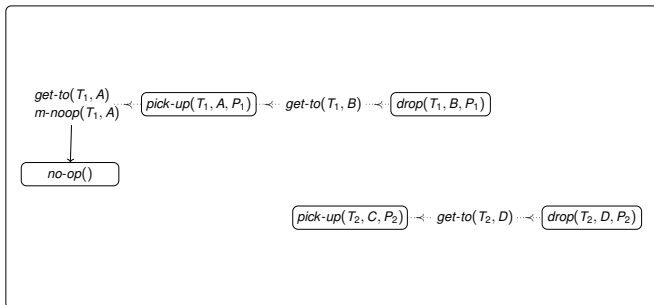 get-to(T₁, A)
m-noop(T₁, A) pick-up(T₁, A, P₁) get-to(T₁, B) drop(T₁, B, P₁)
no-op()
pick-up(T₂, C, P₂) get-to(T₂, D) drop(T₂, D, P₂)